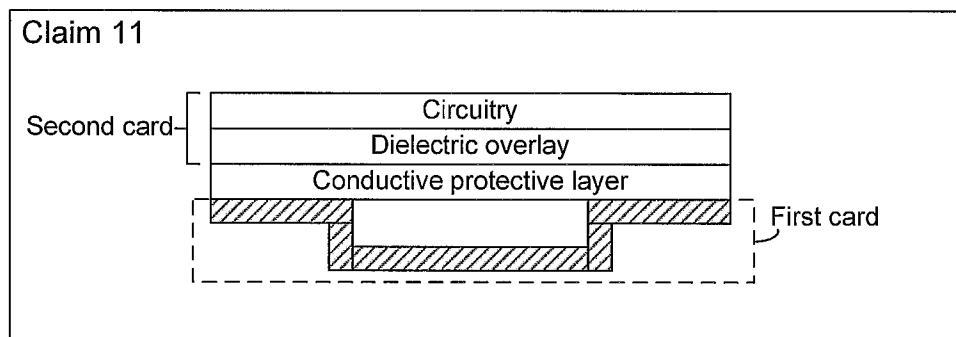 Claim 11
Circuitry
Second card
Dielectric overlay
Conductive protective layer
First card